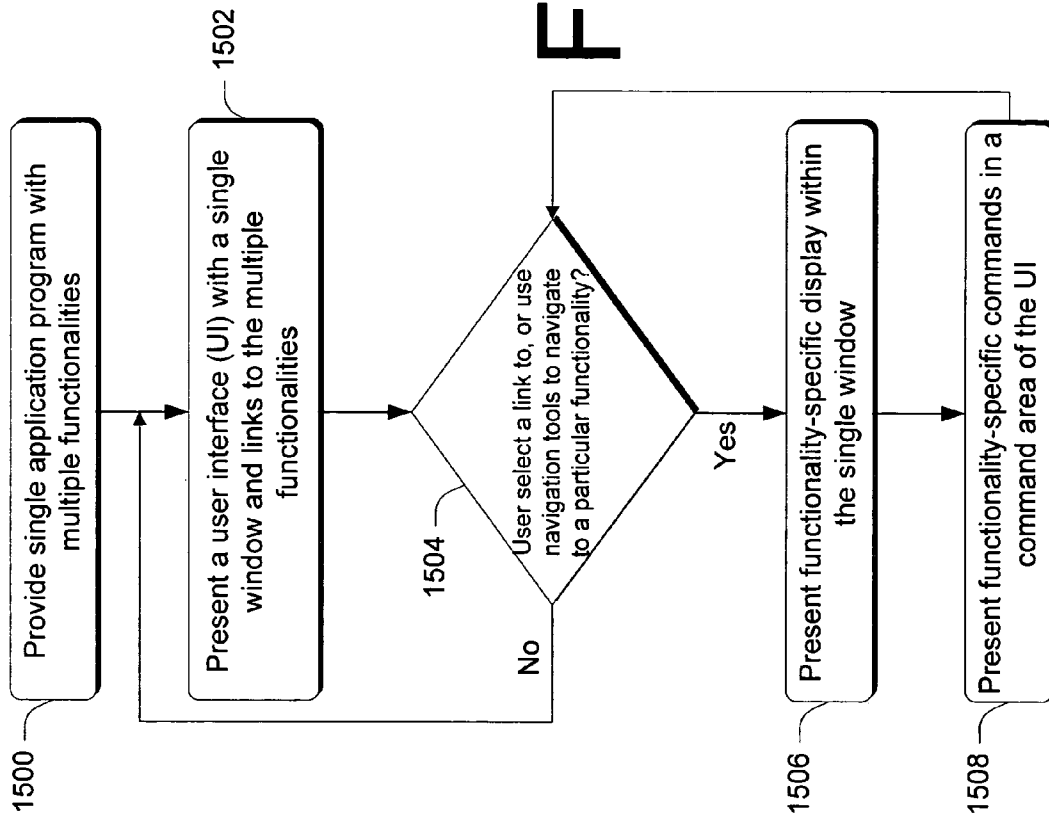 1500
Provide single application program with
multiple functionalities
1502
Present a user interface (UI) with a single
window and links to the multiple
functionalities
1504
User select a link to, or use
navigation tools to navigate
to a particular functionality?
No
Yes
F
1506
Present functionality-specific display within
the single window
1508
Present functionality-specific commands in a
command area of the UI